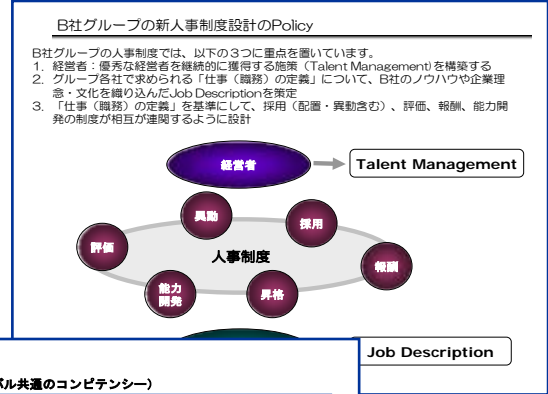 B社グループの新人事制度設計のPolicy
B社グループの人事制度では、以下の3つに重点を置いています。
1. 経営者：優秀な経営者を継続的に獲得する施策（Talent Management)を構築する
2. グループ各社で求められる「仕事（職務）の定義」について、B社のノウハウや企業理
念・文化を織り込んだJob Descriptionを策定
3. 「仕事（職務）の定義」を基準にして、採用（配置・異動含む）、評価、報酬、能力開
発の制度が相互が連関するように設計
経営者
Talent Management
異動
採用
評価
人事制度
報酬
能力
開発
昇格
Job Description
バル共通のコンピテンシー）